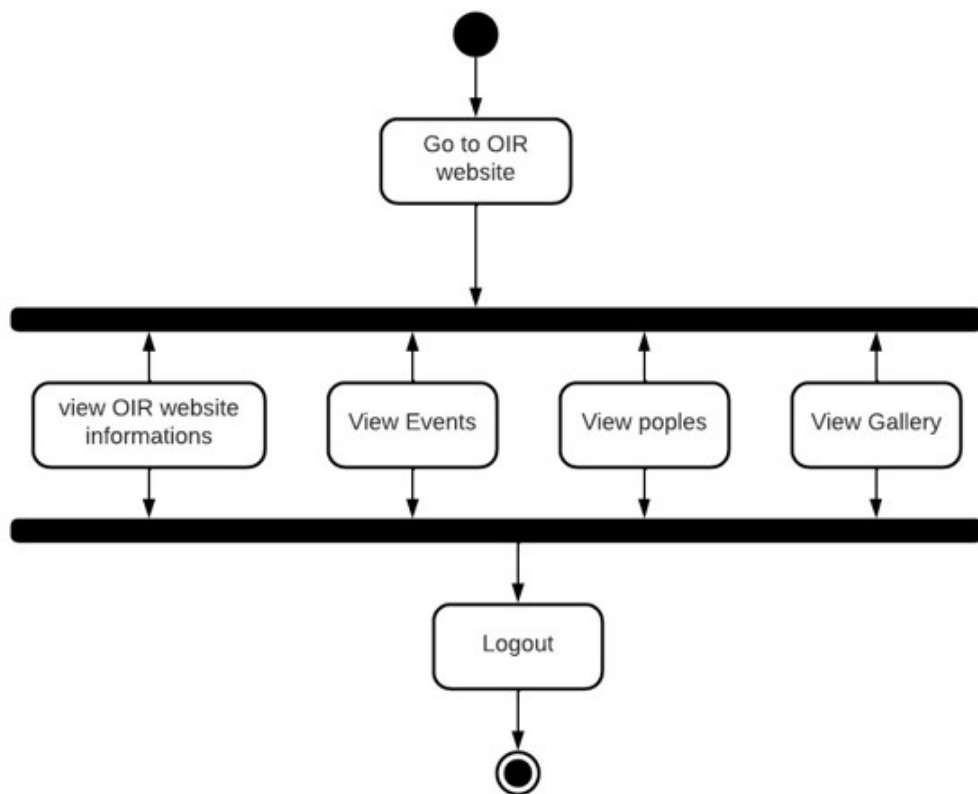 Go to OIR
website
view OIR website
informations
View Events
View poples
View Gallery
Logout